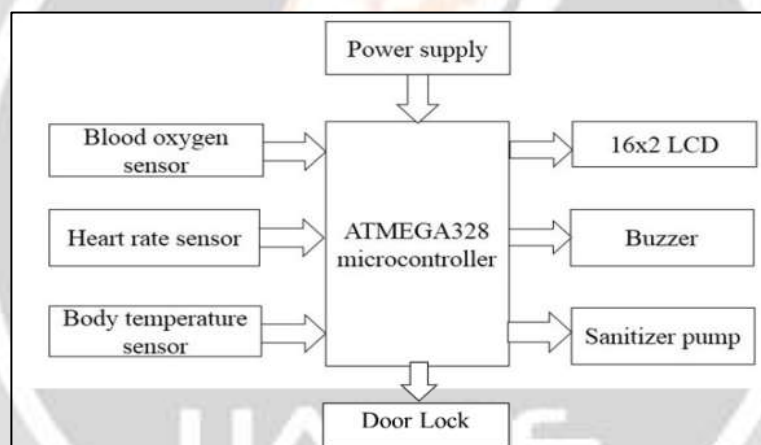 Power supply
Blood oxygen
sensor
Heart rate sensor
Body temperature
sensor
ATMEGA328
microcontroller
16x2 LCD
Buzzer
Sanitizer pump
Door Lock